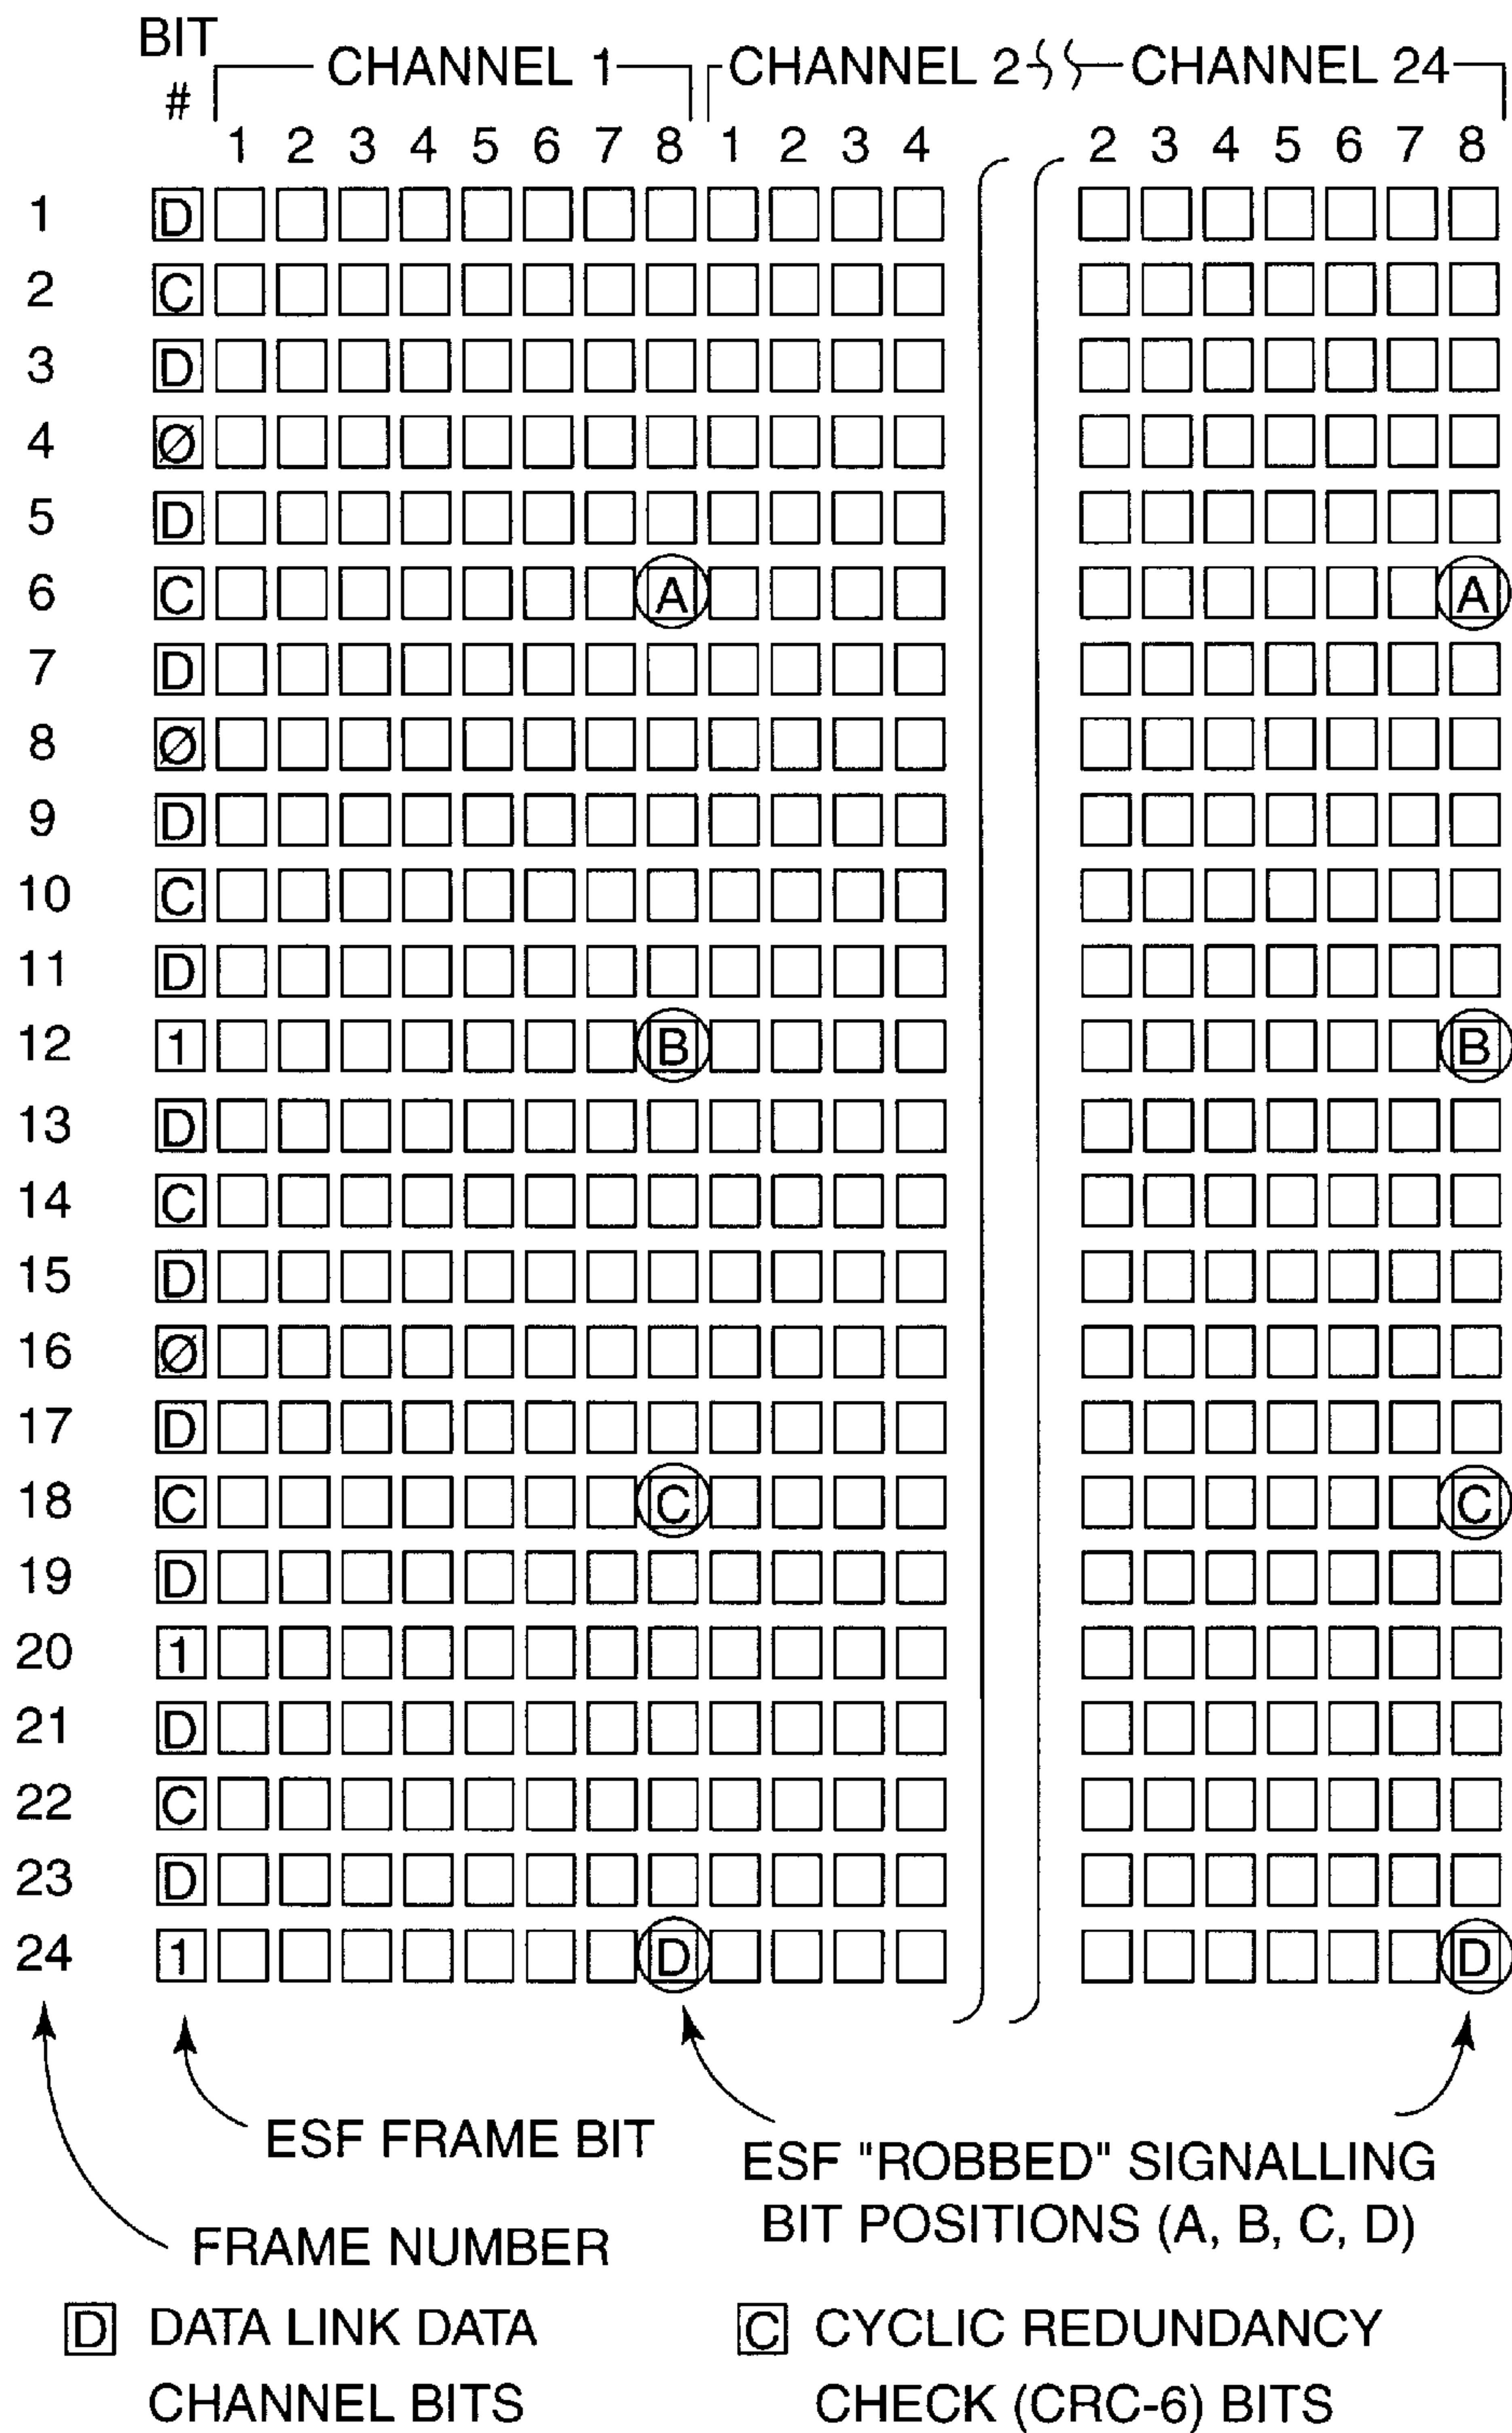 BIT
#
CHANNEL 1 CHANNEL 2 CHANNEL 24
1 2 3 4 5 6 7 8 1 2 3 4 2 3 4 5 6 7 8
1 D
2 C
3 D
4 Ø
5 D
6 C A A
7 D
8 Ø
9 D
10 C
11 D
12 1 B B
13 D
14 C
15 D
16 Ø
17 D
18 C C C
19 D
20 1
21 D
22 C
23 D
24 1 D D
ESF FRAME BIT
FRAME NUMBER
ESF "ROBBED" SIGNALLING
BIT POSITIONS (A, B, C, D)
D DATA LINK DATA
CHANNEL BITS
C CYCLIC REDUNDANCY
CHECK (CRC-6) BITS